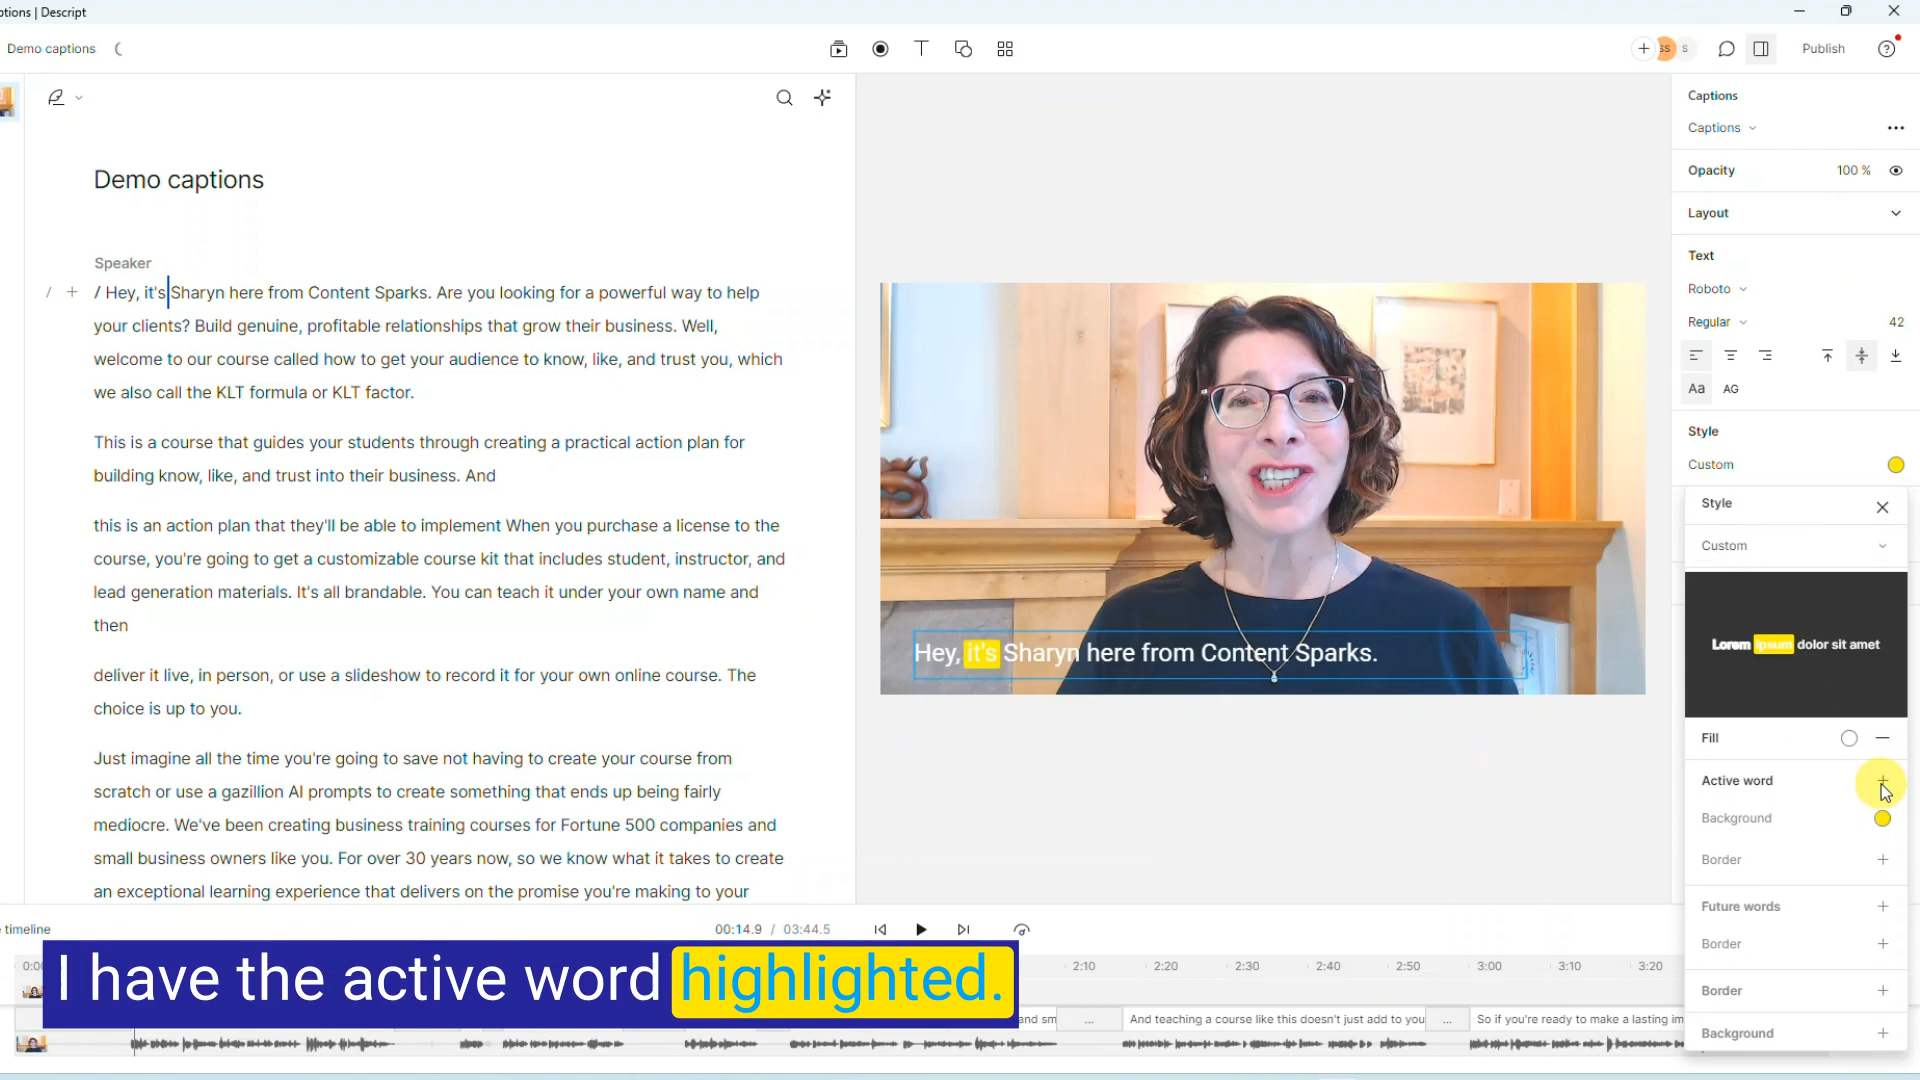 ptions | Descript
Demo captions
SS
S
Publish
Demo captions
Speaker
/ + / Hey, it's Sharyn here from Content Sparks. Are you looking for a powerful way to help
your clients? Build genuine, profitable relationships that grow their business. Well,
welcome to our course called how to get your audience to know, like, and trust you, which
we also call the KLT formula or KLT factor.
This is a course that guides your students through creating a practical action plan for
building know, like, and trust into their business. And
this is an action plan that they'll be able to implement When you purchase a license to the
course, you're going to get a customizable course kit that includes student, instructor, and
lead generation materials. It's all brandable. You can teach it under your own name and
then
deliver it live, in person, or use a slideshow to record it for your own online course. The
choice is up to you.
Just imagine all the time you're going to save not having to create your course from
scratch or use a gazillion AI prompts to create something that ends up being fairly
mediocre. We've been creating business training courses for Fortune 500 companies and
small business owners like you. For over 30 years now, so we know what it takes to create
an exceptional learning experience that delivers on the promise you're making to your
Hey, it's Sharyn here from Content Sparks.
Captions
Captions
Opacity 100 %
Layout
Text
Roboto
Regular 42
Aa AG
Style
Custom
Style
Custom
Lorem ipsum dolor sit amet
Fill
Active word
Background
Border
Future words
Border
Border
Background
timeline
00:14.9 / 03:44.5
0:00 2:10 2:20 2:30 2:40 2:50 3:00 3:10 3:20
I have the active word highlighted.
and sm ... And teaching a course like this doesn't just add to you ... So if you're ready to make a lasting im